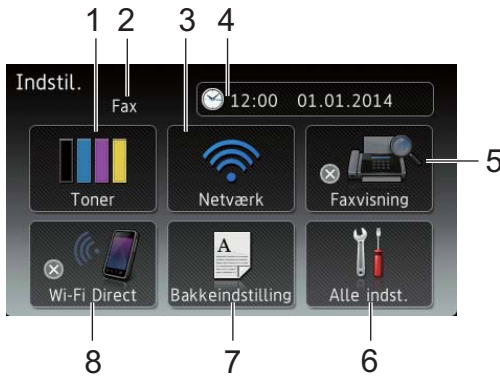 1 2 3 4
Indstil.
Fax
12:00 01.01.2014
5
Toner Netværk Faxvisning
A
Wi-Fi Direct Bakkeindstilling Alle indst.
8 7 6